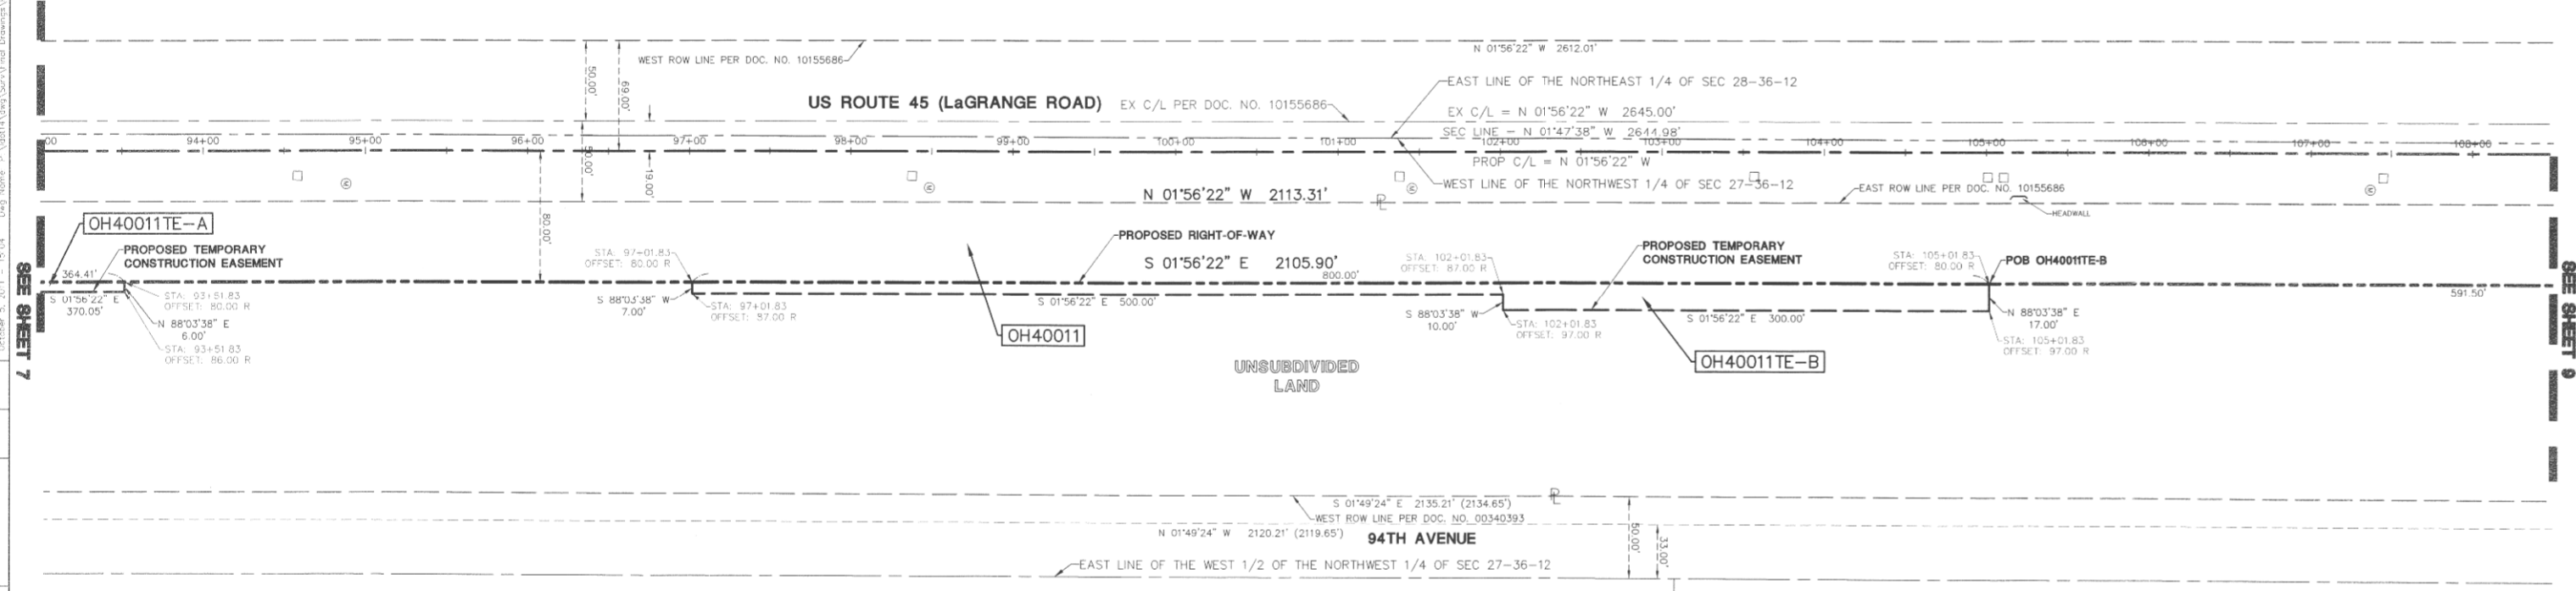 N 01°56'22" W 2612.01'
WEST ROW LINE PER DOC. NO. 10155686
50.00'
69.00'
EAST LINE OF THE NORTHEAST 1/4 OF SEC 28-36-12
US ROUTE 45 (LaGRANGE ROAD)
EX C/L PER DOC. NO. 10155686
EX C/L = N 01°56'22" W 2645.00'
SEC LINE - N 01°47'38" W 2644.98'
00 94+00 95+00 96+00 97+00 98+00 99+00 100+00 101+00 102+00 103+00 104+00 105+00 106+00 107+00 108+00
PROP C/L = N 01°56'22" W
50.00'
19.00'
WEST LINE OF THE NORTHWEST 1/4 OF SEC 27-36-12
EAST ROW LINE PER DOC. NO. 10155686
N 01°56'22" W 2113.31'
HEADWALL
80.00'
OH40011TE-A
PROPOSED TEMPORARY
CONSTRUCTION EASEMENT
364.41'
S 01°56'22" E
370.05'
STA: 93+51.83
OFFSET: 80.00 R
N 88°03'38" E
6.00'
STA: 93+51.83
OFFSET: 86.00 R
STA: 97+01.83
OFFSET: 80.00 R
S 88°03'38" W
7.00'
STA: 97+01.83
OFFSET: 87.00 R
PROPOSED RIGHT-OF-WAY
S 01°56'22" E 2105.90'
800.00'
S 01°56'22" E 500.00'
OH40011
STA: 102+01.83
OFFSET: 87.00 R
S 88°03'38" W
10.00'
STA: 102+01.83
OFFSET: 97.00 R
PROPOSED TEMPORARY
CONSTRUCTION EASEMENT
S 01°56'22" E 300.00'
OH40011TE-B
STA: 105+01.83
OFFSET: 80.00 R
POB OH40011TE-B
N 88°03'38" E
17.00'
STA: 105+01.83
OFFSET: 97.00 R
591.50'
SEE SHEET 7
SEE SHEET 9
UNSUBDIVIDED
LAND
S 01°49'24" E 2135.21' (2134.65')
WEST ROW LINE PER DOC. NO. 00340393
N 01°49'24" W 2120.21' (2119.65')
94TH AVENUE
50.00'
33.00'
EAST LINE OF THE WEST 1/2 OF THE NORTHWEST 1/4 OF SEC 27-36-12